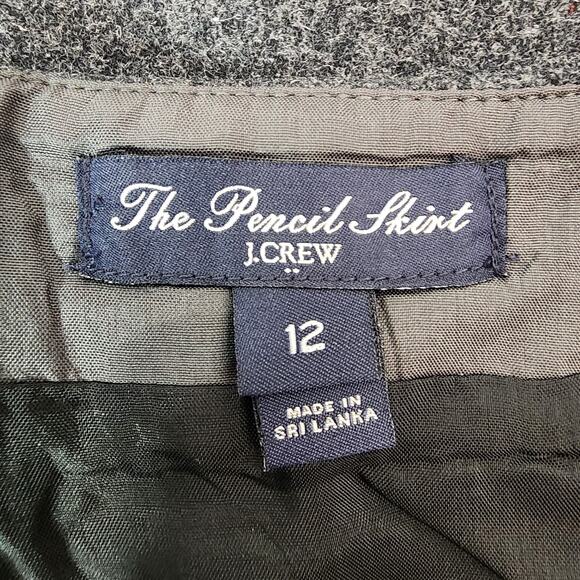 The Pencil Skirt
J.CREW
12
MADE IN
SRI LANKA